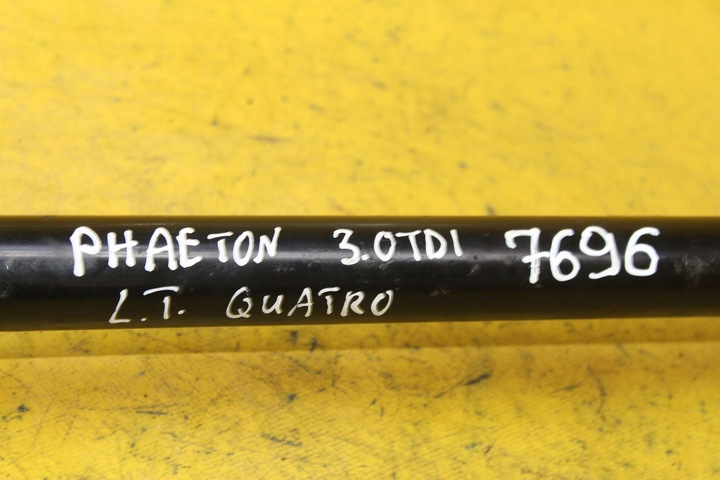 PHAETON 3.0TDI 7696
L.T. QUATRO